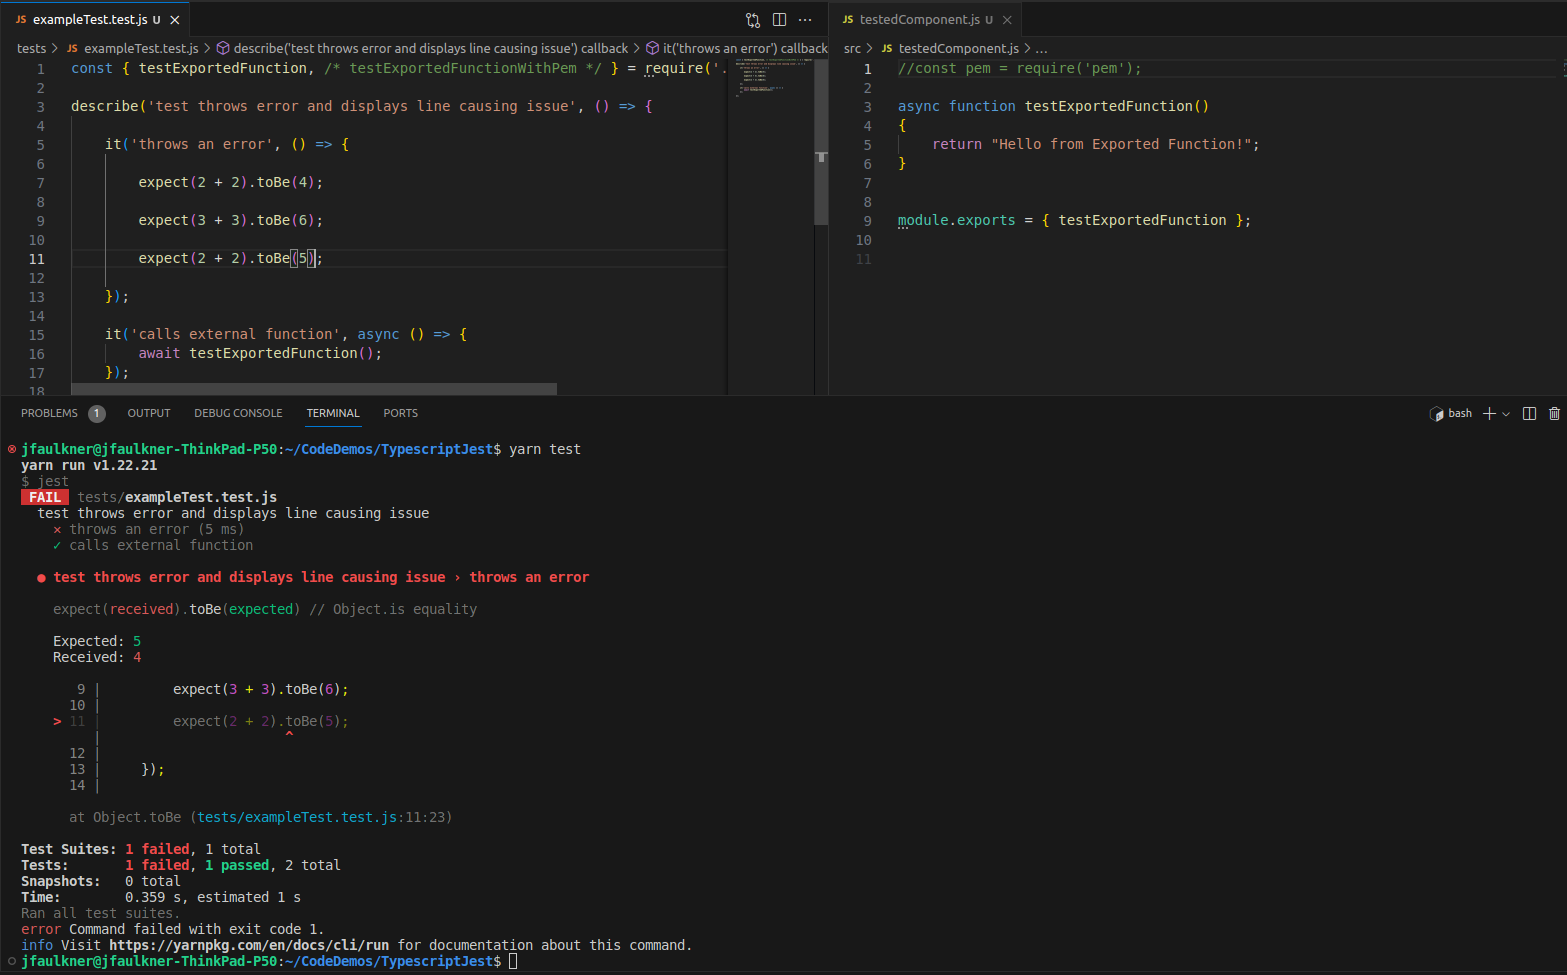 JS exampleTest.test.js U
tests > JS exampleTest.test.js > describe('test throws error and displays line causing issue') callback > it('throws an error') callback
1 const { testExportedFunction, /* testExportedFunctionWithPem */ } = require('.
2
3 describe('test throws error and displays line causing issue', () => {
4
5 it('throws an error', () => {
6
7 expect(2 + 2).toBe(4);
8
9 expect(3 + 3).toBe(6);
10
11 expect(2 + 2).toBe(5);
12
13 });
14
15 it('calls external function', async () => {
16 await testExportedFunction();
17 });
18
JS testedComponent.js U
src > JS testedComponent.js > ...
1 //const pem = require('pem');
2
3 async function testExportedFunction()
4 {
5 return "Hello from Exported Function!";
6 }
7
8
9 module.exports = { testExportedFunction };
10
11
PROBLEMS 1 OUTPUT DEBUG CONSOLE TERMINAL PORTS bash
jfaulkner@jfaulkner-ThinkPad-P50:~/CodeDemos/TypescriptJest$ yarn test
yarn run v1.22.21
$ jest
FAIL tests/exampleTest.test.js
test throws error and displays line causing issue
✕ throws an error (5 ms)
✓ calls external function
● test throws error and displays line causing issue › throws an error
expect(received).toBe(expected) // Object.is equality
Expected: 5
Received: 4
9 | expect(3 + 3).toBe(6);
10 |
> 11 | expect(2 + 2).toBe(5);
| ^
12 |
13 | });
14 |
at Object.toBe (tests/exampleTest.test.js:11:23)
Test Suites: 1 failed, 1 total
Tests: 1 failed, 1 passed, 2 total
Snapshots: 0 total
Time: 0.359 s, estimated 1 s
Ran all test suites.
error Command failed with exit code 1.
info Visit https://yarnpkg.com/en/docs/cli/run for documentation about this command.
jfaulkner@jfaulkner-ThinkPad-P50:~/CodeDemos/TypescriptJest$